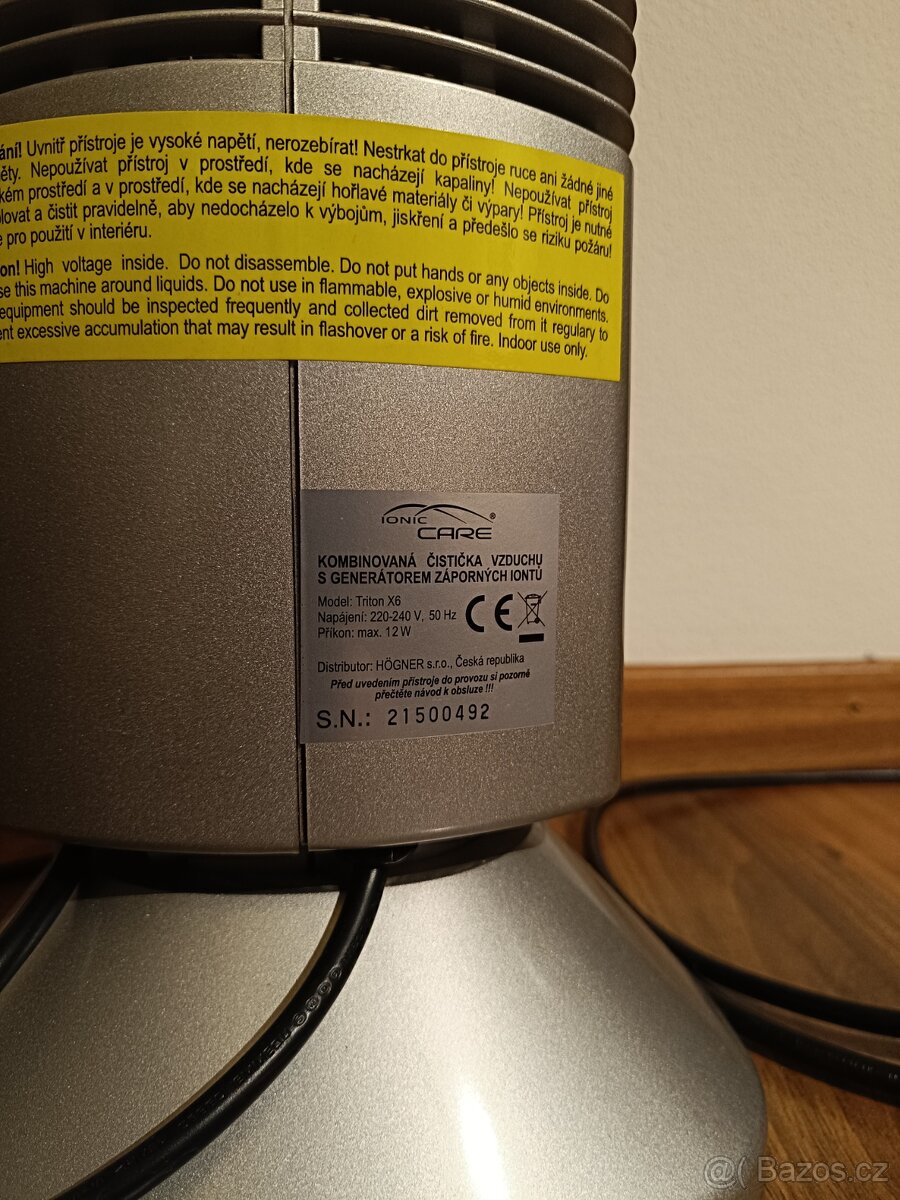 ání! Uvnitř přístroje je vysoké napětí, nerozebírat! Nestrkat do přístroje ruce ani žádné jiné
ěty. Nepoužívat přístroj v prostředí, kde se nacházejí kapaliny! Nepoužívat přístroj
kém prostředí a v prostředí, kde se nacházejí hořlavé materiály či výpary! Přístroj je nutné
lovat a čistit pravidelně, aby nedocházelo k výbojům, jiskření a předešlo se riziku požáru!
e pro použití v interiéru.
on! High voltage inside. Do not disassemble. Do not put hands or any objects inside. Do
se this machine around liquids. Do not use in flammable, explosive or humid environments.
equipment should be inspected frequently and collected dirt removed from it regulary to
ent excessive accumulation that may result in flashover or a risk of fire. Indoor use only.
IONIC CARE ®
KOMBINOVANÁ ČISTIČKA VZDUCHU
S GENERÁTOREM ZÁPORNÝCH IONTŮ
Model: Triton X6
Napájení: 220-240 V, 50 Hz
Příkon: max. 12 W
CE
Distributor: HÖGNER s.r.o., Česká republika
Před uvedením přístroje do provozu si pozorně
přečtěte návod k obsluze !!!
S.N.: 21500492
@( Bazoš.cz